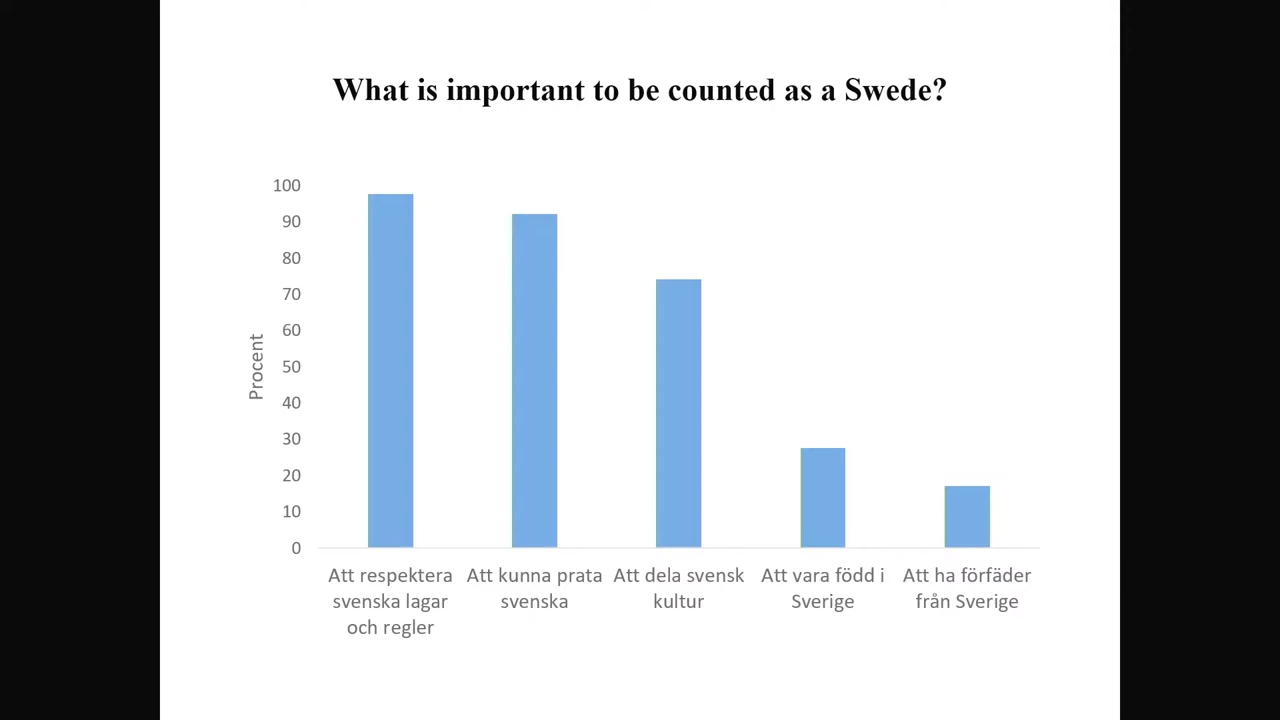 What is important to be counted as a Swede?
100
90
80
70
60
50
40
30
20
10
0
Procent
Att respektera svenska lagar och regler
Att kunna prata svenska
Att dela svensk kultur
Att vara född i Sverige
Att ha förfäder från Sverige